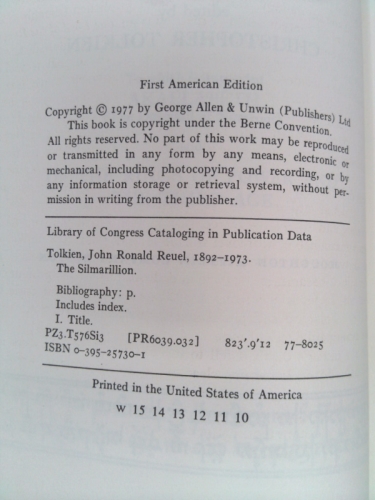 First American Edition
Copyright © 1977 by George Allen & Unwin (Publishers) Ltd
This book is copyright under the Berne Convention.
All rights reserved. No part of this work may be reproduced
or transmitted in any form by any means, electronic or
mechanical, including photocopying and recording, or by
any information storage or retrieval system, without per-
mission in writing from the publisher.
Library of Congress Cataloging in Publication Data
Tolkien, John Ronald Reuel, 1892–1973.
The Silmarillion.
Bibliography: p.
Includes index.
I. Title.
PZ3.T576Si3 [PR6039.032] 823'.9'12 77–8025
ISBN 0–395–25730–1
Printed in the United States of America
W 15 14 13 12 11 10